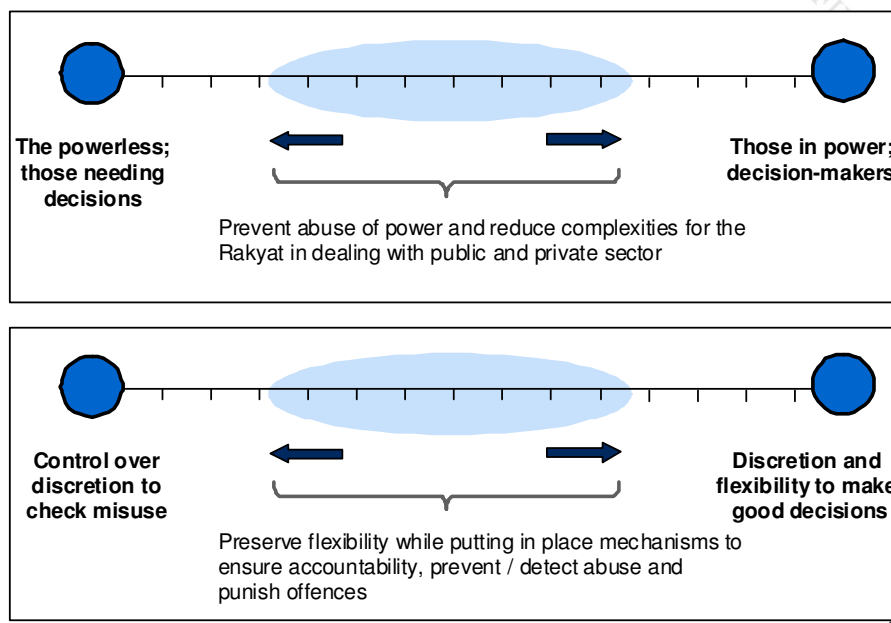 The powerless;
those needing
decisions
Those in power;
decision-makers
Prevent abuse of power and reduce complexities for the
Rakyat in dealing with public and private sector
Control over
discretion to
check misuse
Discretion and
flexibility to make
good decisions
Preserve flexibility while putting in place mechanisms to
ensure accountability, prevent / detect abuse and
punish offences